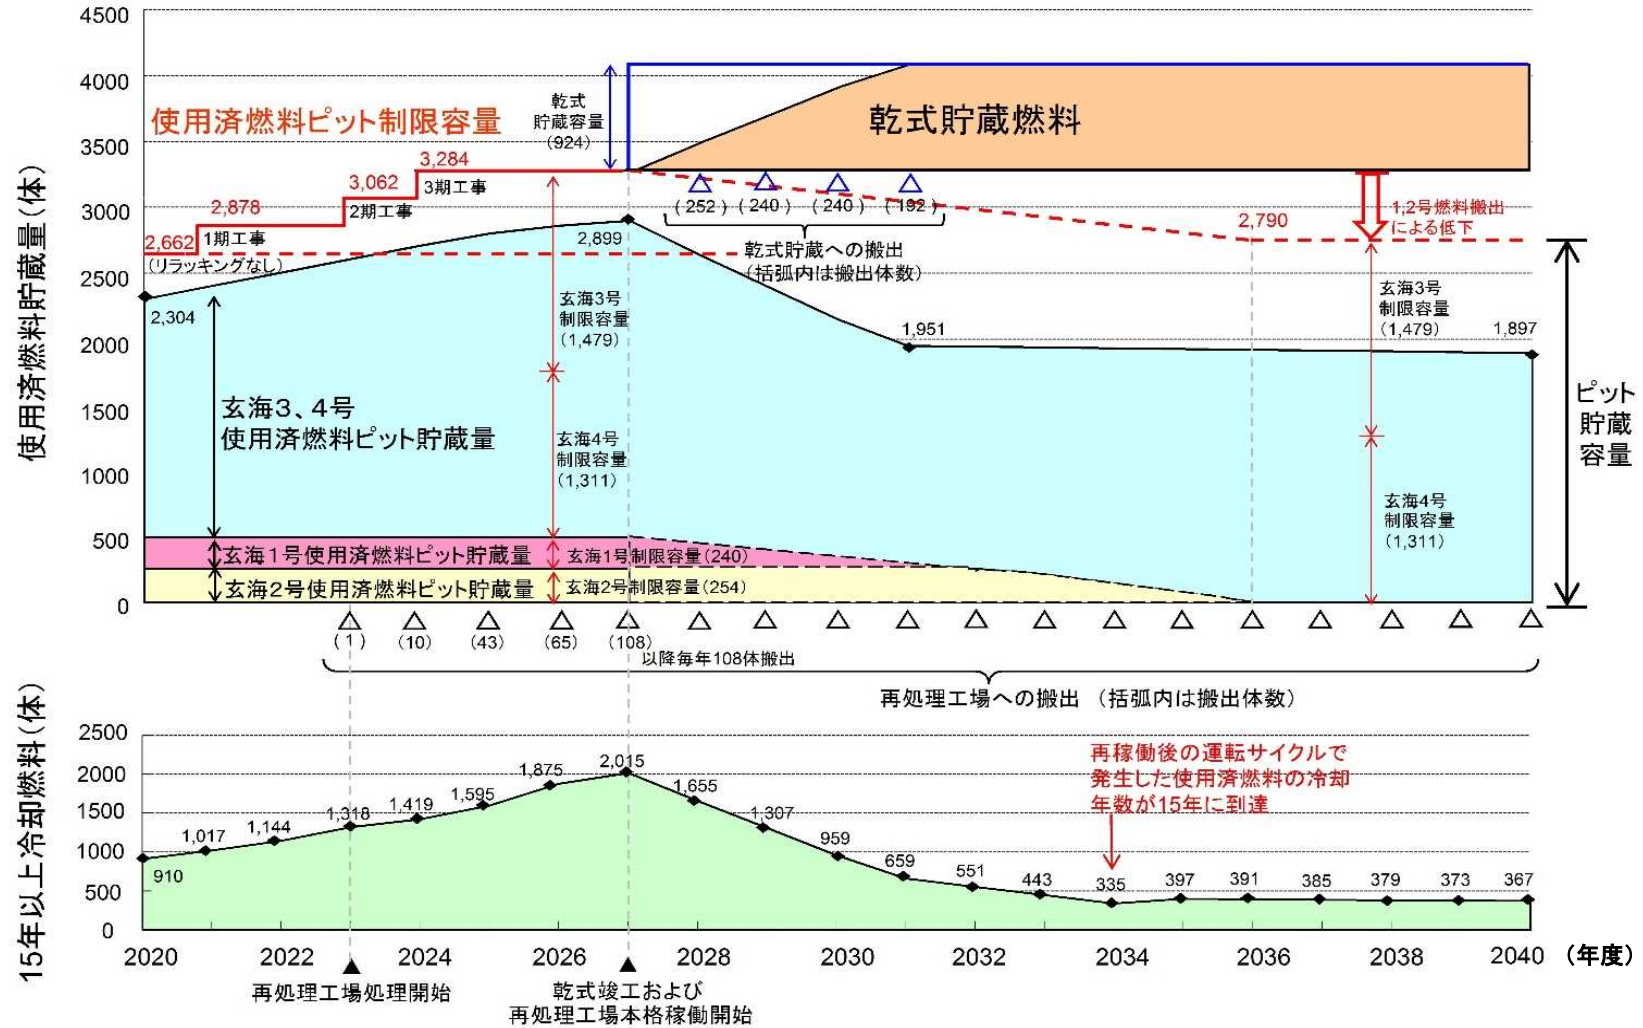 使用済燃料貯蔵量(体)
4500
4000
3500
3000
2500
2000
1500
1000
500
0
使用済燃料ピット制限容量
乾式
貯蔵容量
(924)
乾式貯蔵燃料
3,284
3期工事
3,062
2期工事
2,878
1期工事
2,662
(リラッキングなし)
2,304
2,899
(252)
(240)
(240)
(192)
乾式貯蔵への搬出
(括弧内は搬出体数)
2,790
1,2号燃料搬出
による低下
玄海3号
制限容量
(1,479)
玄海3号
制限容量
(1,479)
1,951
1,897
玄海3、4号
使用済燃料ピット貯蔵量
玄海4号
制限容量
(1,311)
玄海4号
制限容量
(1,311)
ピット
貯蔵
容量
玄海1号使用済燃料ピット貯蔵量
玄海1号制限容量(240)
玄海2号使用済燃料ピット貯蔵量
玄海2号制限容量(254)
(1)
(10)
(43)
(65)
(108)
以降毎年108体搬出
再処理工場への搬出 (括弧内は搬出体数)
15年以上冷却燃料(体)
2500
2000
1500
1000
500
0
910
1,017
1,144
1,318
1,419
1,595
1,875
2,015
1,655
1,307
959
659
551
443
335
397
391
385
379
373
367
再稼働後の運転サイクルで
発生した使用済燃料の冷却
年数が15年に到達
2020
2022
2024
2026
2028
2030
2032
2034
2036
2038
2040
(年度)
再処理工場処理開始
乾式竣工および
再処理工場本格稼働開始